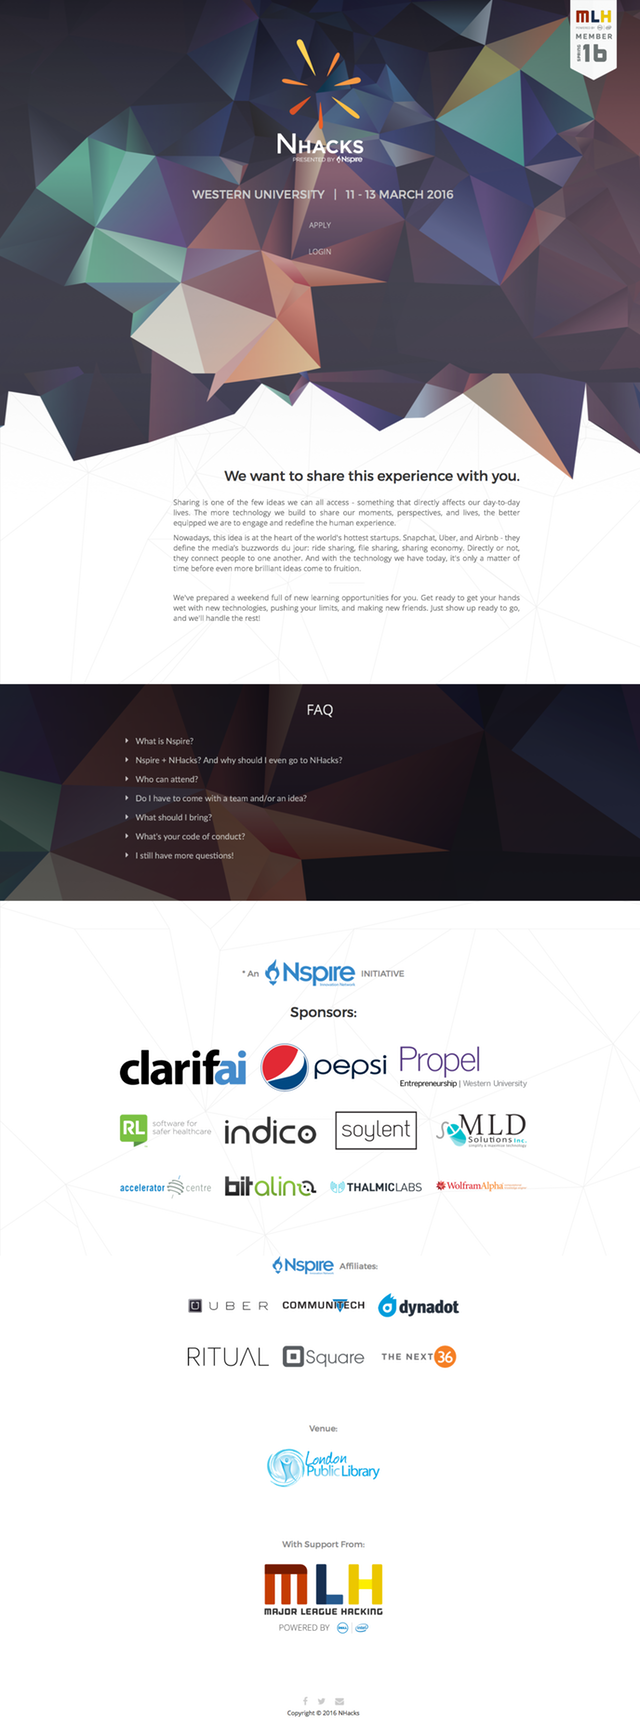 MLH
MEMBER
SPRING
16
NHACKS
PRESENTED BY Nspire
WESTERN UNIVERSITY | 11 - 13 MARCH 2016
APPLY
LOGIN
We want to share this experience with you.
Sharing is one of the few ideas we can all access - something that directly affects our day-to-day
lives. The more technology we build to share our moments, perspectives, and lives, the better
equipped we are to engage and redefine the human experience.
Nowadays, this idea is at the heart of the world's hottest startups. Snapchat, Uber, and Airbnb - they
define the media's buzzwords du jour: ride sharing, file sharing, sharing economy. Directly or not,
they connect people to one another. And with the technology we have today, it's only a matter of
time before even more brilliant ideas come to fruition.
We've prepared a weekend full of new learning opportunities for you. Get ready to get your hands
wet with new technologies, pushing your limits, and making new friends. Just show up ready to go,
and we'll handle the rest!
FAQ
What is Nspire?
Nspire + NHacks? And why should I even go to NHacks?
Who can attend?
Do I have to come with a team and/or an idea?
What should I bring?
What's your code of conduct?
I still have more questions!
* An Nspire INITIATIVE
Innovation Network
Sponsors:
clarifai pepsi Propel
Entrepreneurship | Western University
RL software for
safer healthcare
indico soylent MLD
Solutions Inc.
accelerator centre bitalino THALMICLABS WolframAlpha
Nspire Affiliates:
UBER COMMUNITECH dynadot
RITUAL Square THE NEXT 36
Venue:
London
Public Library
With Support From:
MLH
MAJOR LEAGUE HACKING
POWERED BY DELL intel
Copyright © 2016 NHacks